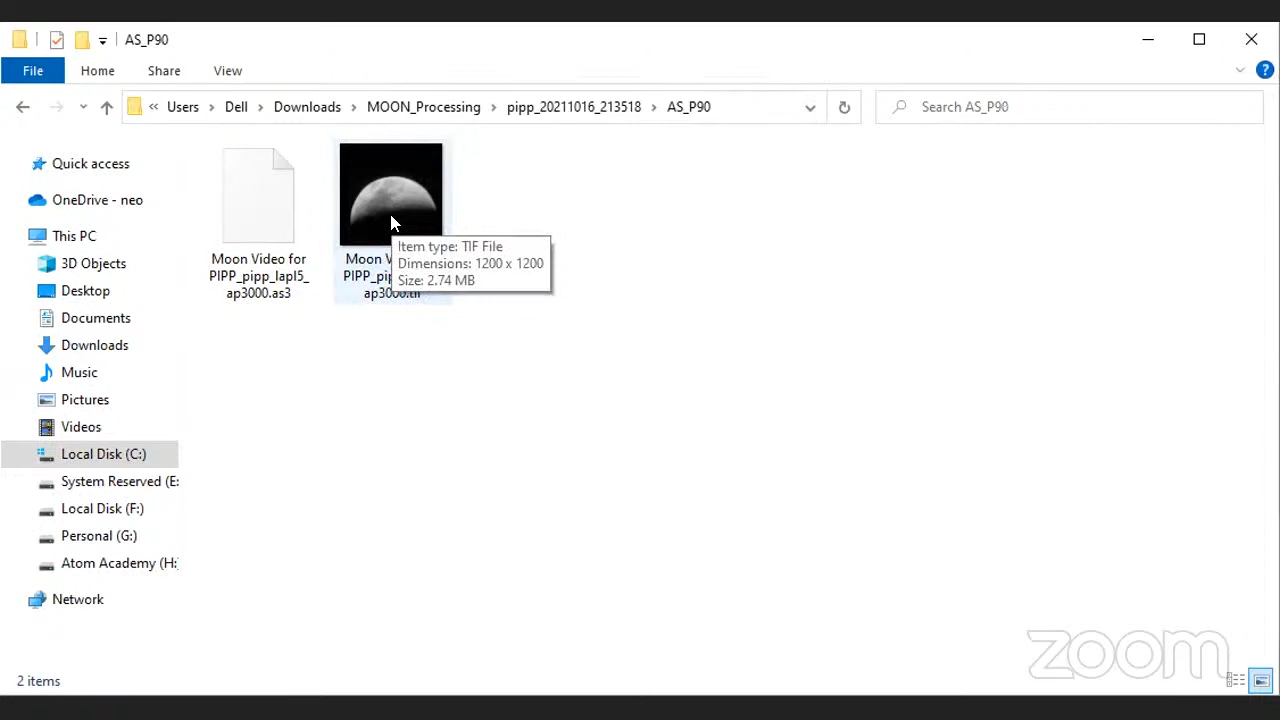 AS_P90
File
Home
Share
View
Users
Dell
Downloads
MOON_Processing
pipp_20211016_213518
AS_P90
Search AS_P90
Quick access
OneDrive - neo
This PC
3D Objects
Desktop
Documents
Downloads
Music
Pictures
Videos
Local Disk (C:)
System Reserved (E:
Local Disk (F:)
Personal (G:)
Atom Academy (H:
Network
Moon Video for
PIPP_pipp_lapl5_
ap3000.as3
Moon V
PIPP_pip
ap3000.tif
Item type: TIF File
Dimensions: 1200 x 1200
Size: 2.74 MB
2 items
zoom